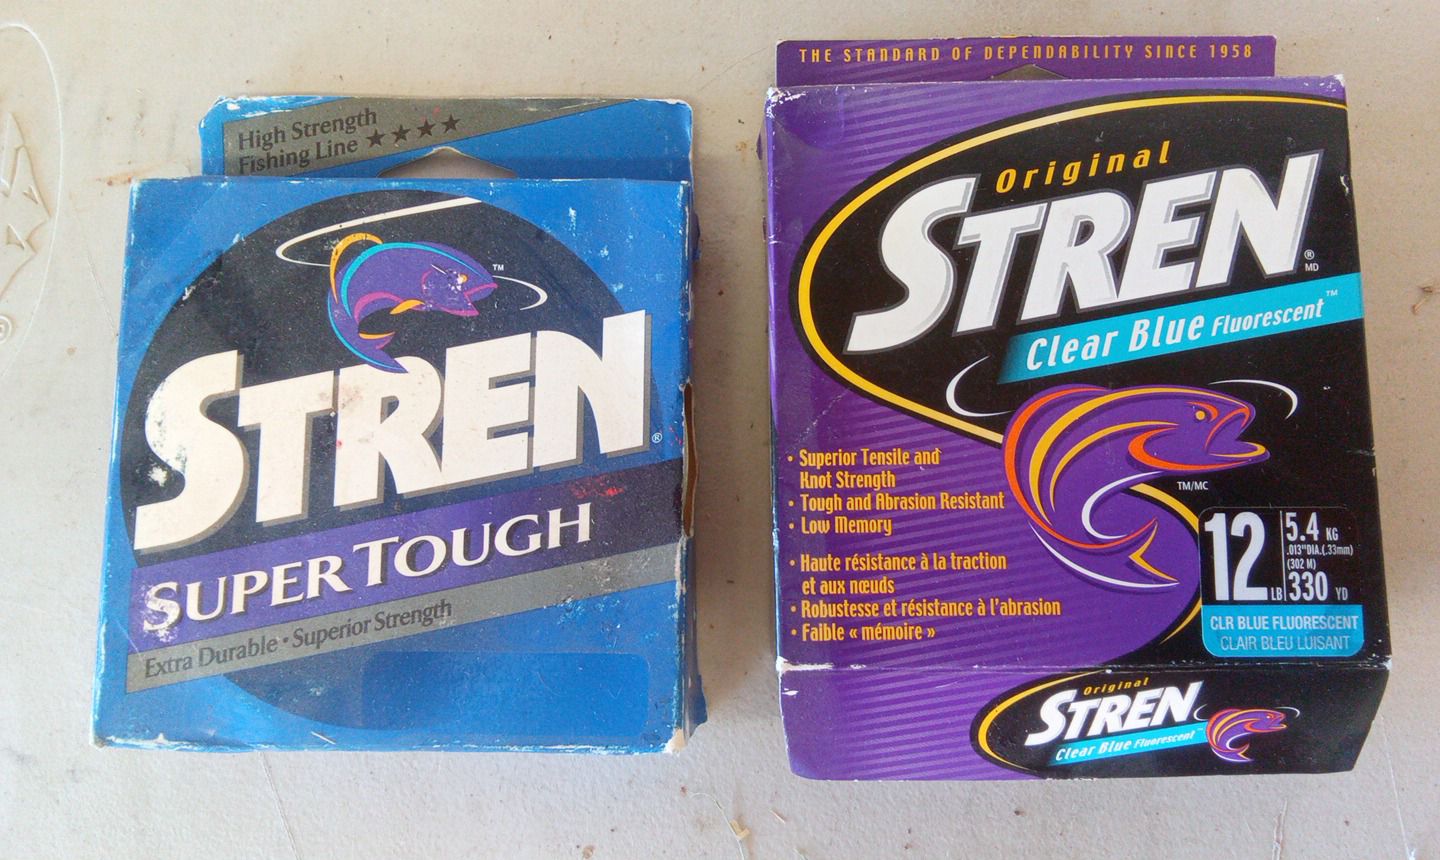 High Strength
Fishing Line ★★★★
™
STREN®
SUPER TOUGH
Extra Durable • Superior Strength
THE STANDARD OF DEPENDABILITY SINCE 1958
Original
STREN®
MD
Clear Blue Fluorescent™
TM/MC
• Superior Tensile and
Knot Strength
• Tough and Abrasion Resistant
• Low Memory
• Haute résistance à la traction
et aux nœuds
• Robustesse et résistance à l'abrasion
• Faible « mémoire »
12 LB
5.4 KG
.013"DIA.(.33mm)
(302 M)
330 YD
CLR BLUE FLUORESCENT
CLAIR BLEU LUISANT
Original
STREN
Clear Blue Fluorescent™